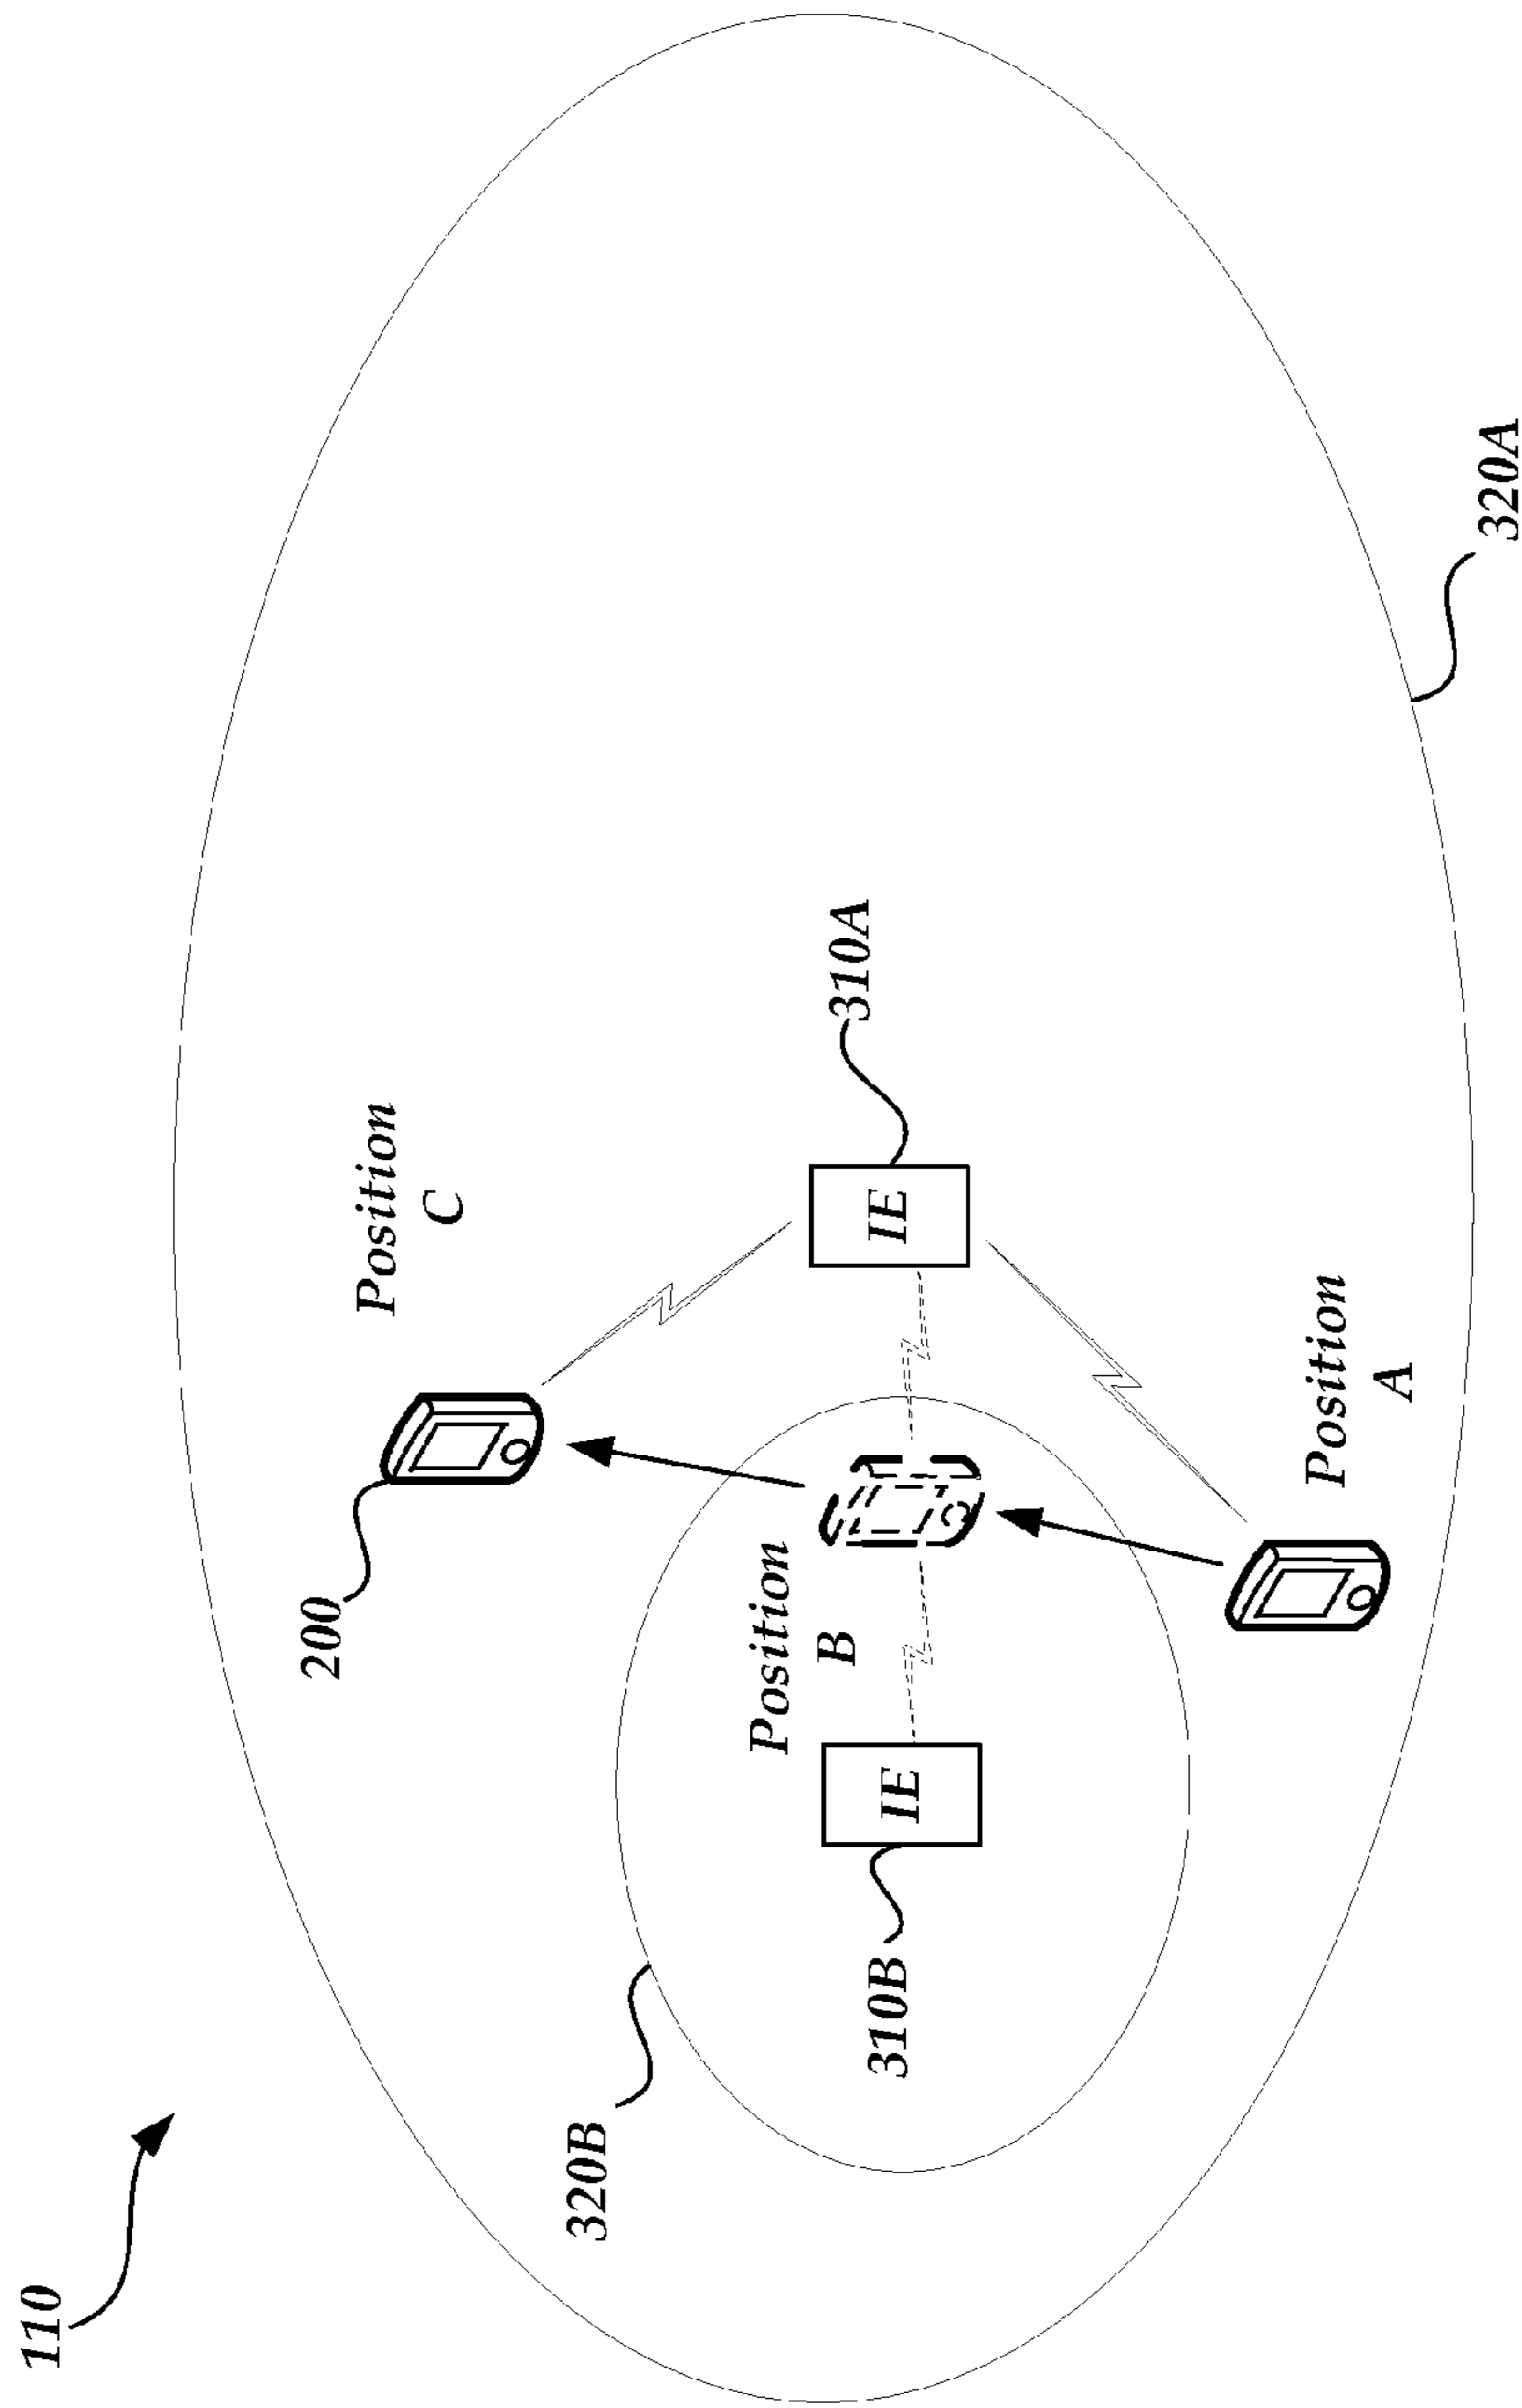 110
320B
310B
IE
200
Position
B
Position
C
IE
310A
Position
A
320A